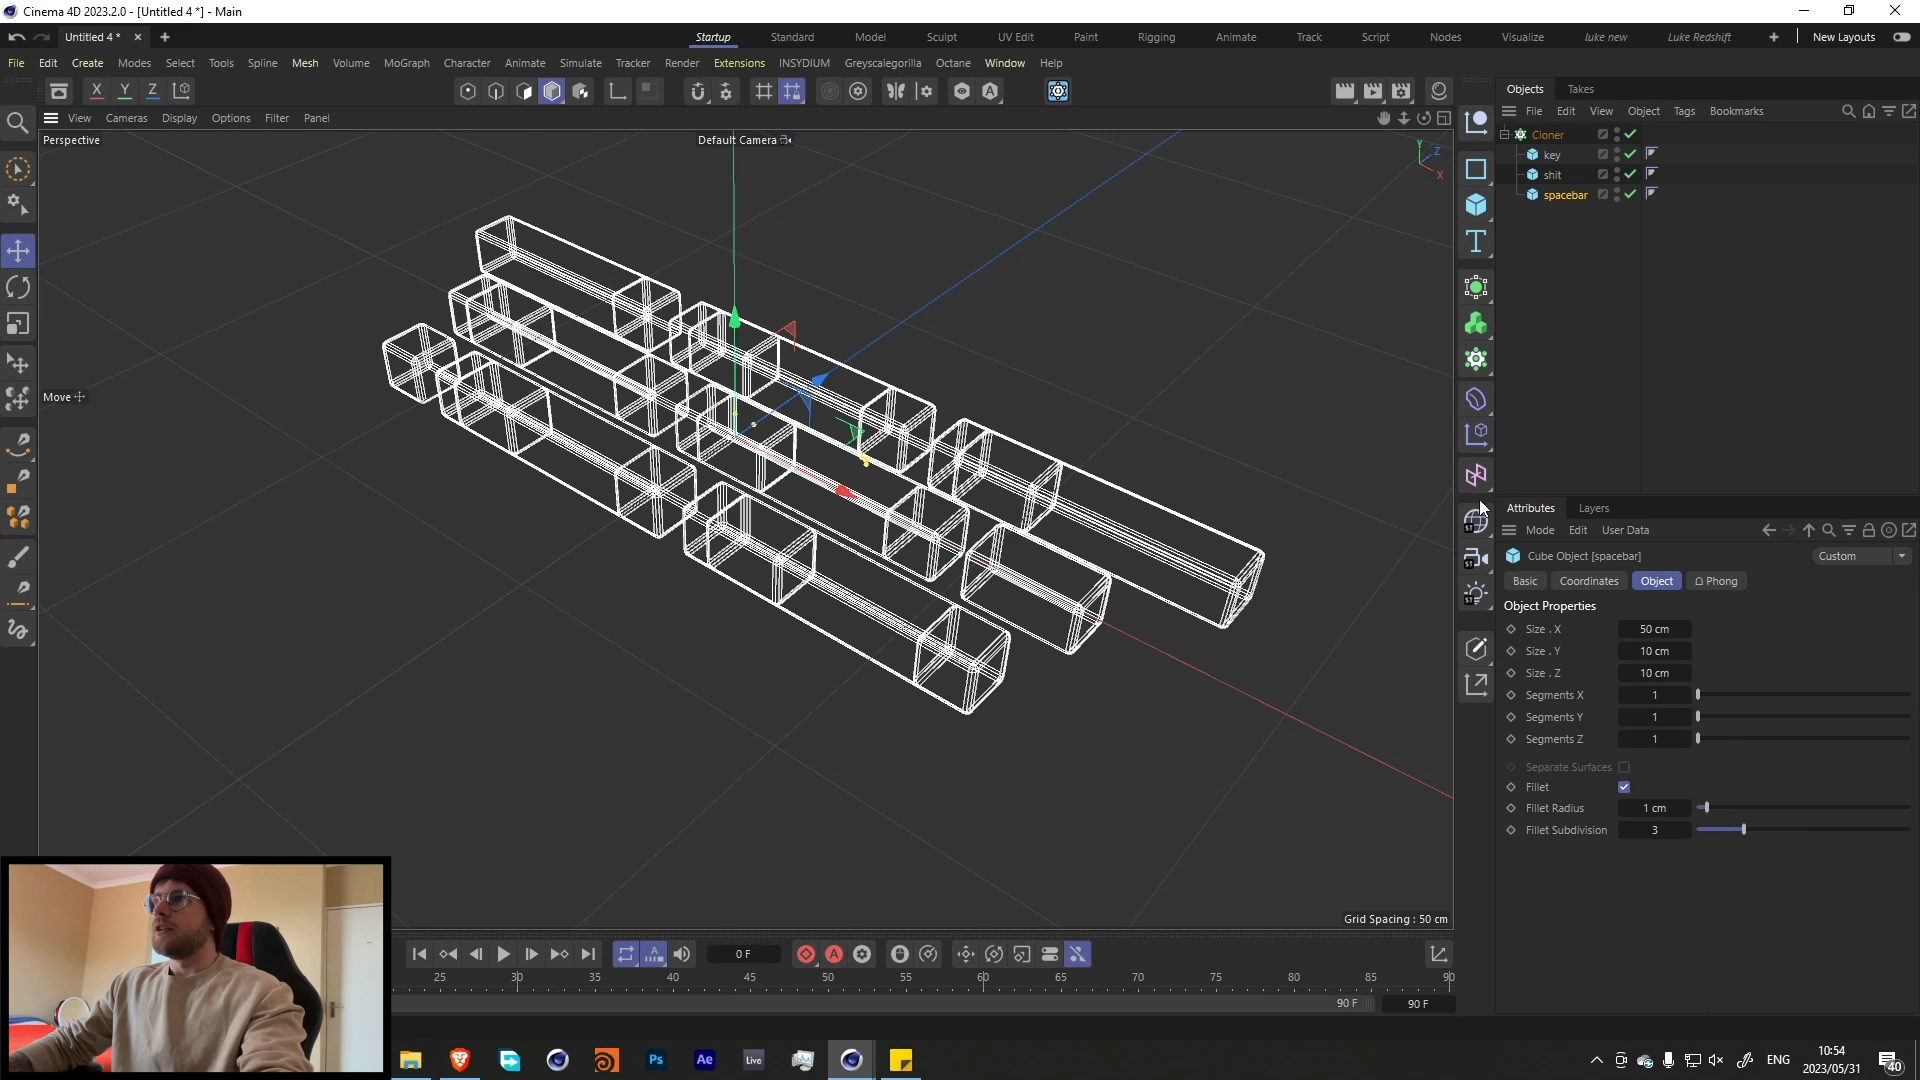 Cinema 4D 2023.2.0 - [Untitled 4 *] - Main
Untitled 4 * × +
Startup Standard Model Sculpt UV Edit Paint Rigging Animate Track Script Nodes Visualize luke new Luke Redshift + New Layouts
File Edit Create Modes Select Tools Spline Mesh Volume MoGraph Character Animate Simulate Tracker Render Extensions INSYDIUM Greyscalegorilla Octane Window Help
X Y Z
Objects Takes
File Edit View Object Tags Bookmarks
View Cameras Display Options Filter Panel
Perspective
Default Camera
Y
Z
X
Cloner
key
shit
spacebar
Move
Attributes Layers
Mode Edit User Data
Cube Object [spacebar]
Custom
Basic Coordinates Object Phong
Object Properties
Size . X 50 cm
Size . Y 10 cm
Size . Z 10 cm
Segments X 1
Segments Y 1
Segments Z 1
Separate Surfaces
Fillet
Fillet Radius 1 cm
Fillet Subdivision 3
ST
ST
ST
Grid Spacing : 50 cm
0 F
25 30 35 40 45 50 55 60 65 70 75 80 85 90
90 F 90 F
Ps Ae Live
ENG
10:54
2023/05/31
40